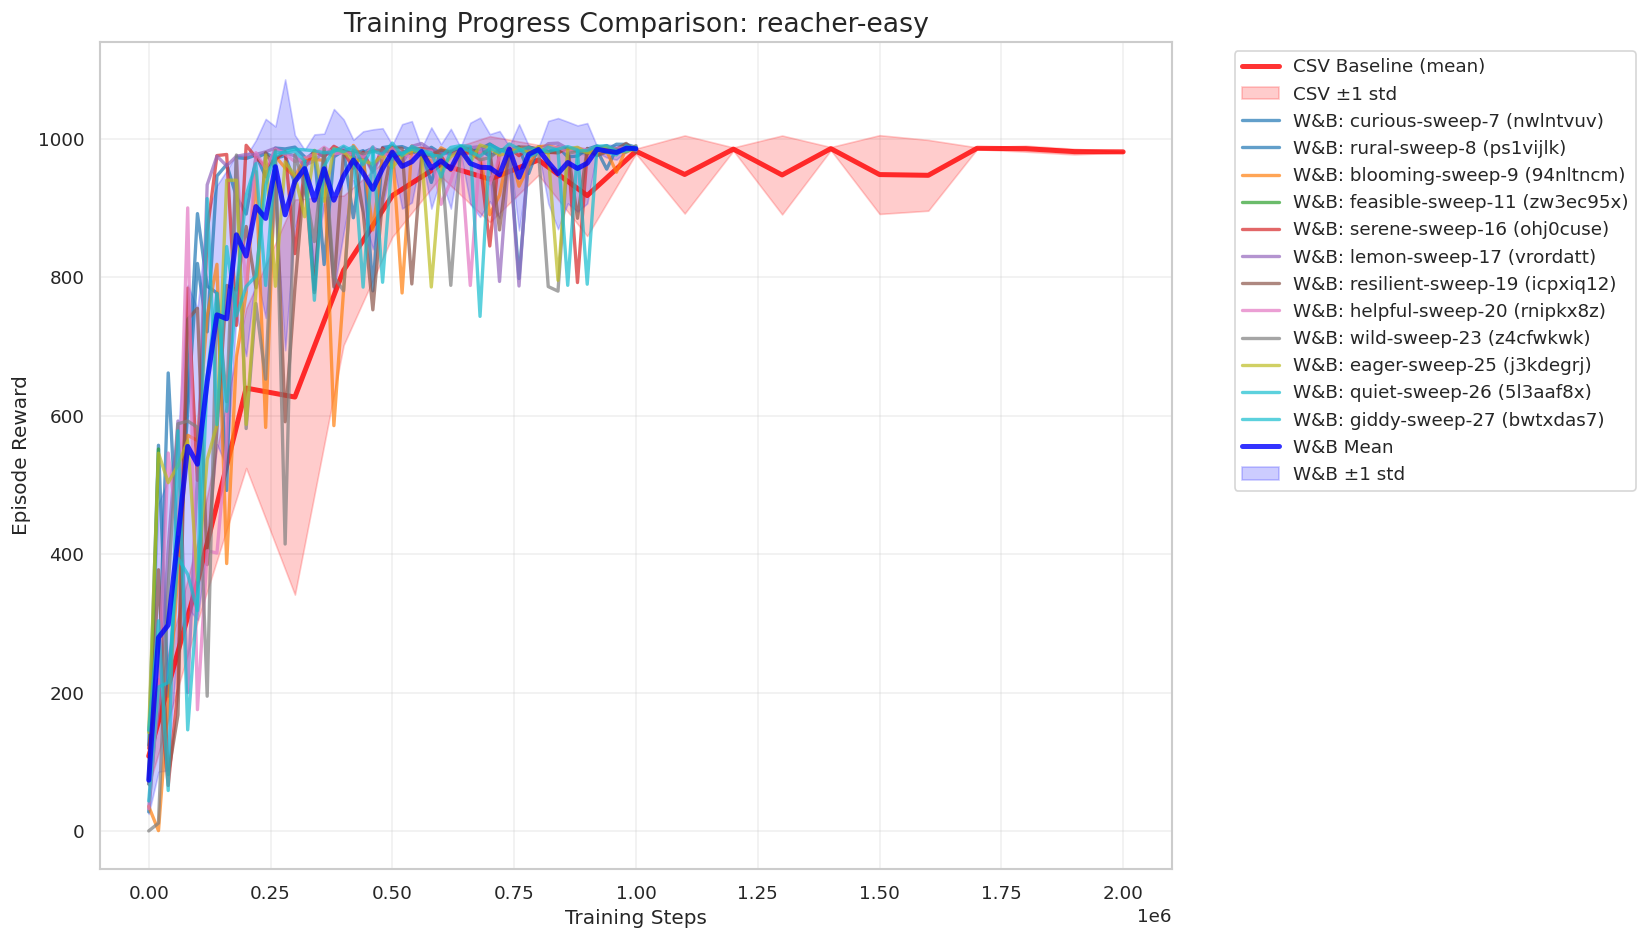 Training Progress Comparison: reacher-easy
Episode Reward
1000
800
600
400
200
0
0.00 0.25 0.50 0.75 1.00 1.25 1.50 1.75 2.00
1e6
Training Steps
CSV Baseline (mean)
CSV ±1 std
W&B: curious-sweep-7 (nwlntvuv)
W&B: rural-sweep-8 (ps1vijlk)
W&B: blooming-sweep-9 (94nltncm)
W&B: feasible-sweep-11 (zw3ec95x)
W&B: serene-sweep-16 (ohj0cuse)
W&B: lemon-sweep-17 (vrordatt)
W&B: resilient-sweep-19 (icpxiq12)
W&B: helpful-sweep-20 (rnipkx8z)
W&B: wild-sweep-23 (z4cfwkwk)
W&B: eager-sweep-25 (j3kdegrj)
W&B: quiet-sweep-26 (5l3aaf8x)
W&B: giddy-sweep-27 (bwtxdas7)
W&B Mean
W&B ±1 std